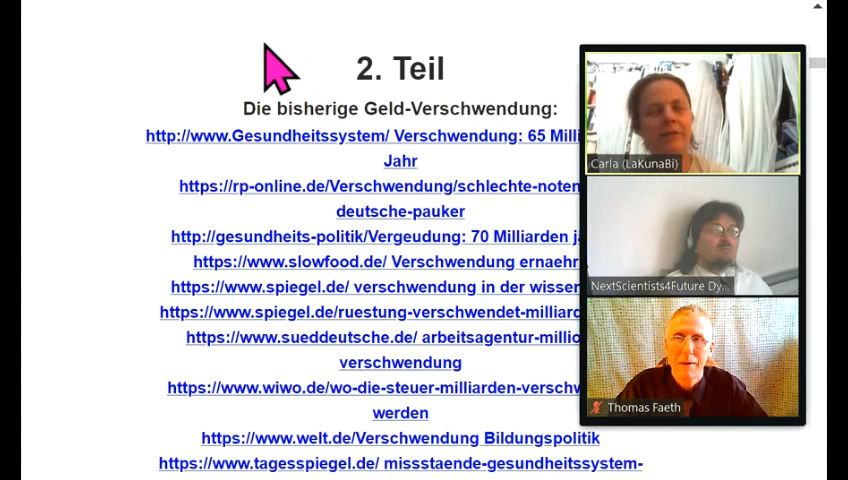 2. Teil
Die bisherige Geld-Verschwendung:
http://www.Gesundheitssystem/ Verschwendung: 65 Milli
Jahr
https://rp-online.de/Verschwendung/schlechte-noten
deutsche-pauker
http://gesundheits-politik/Vergeudung: 70 Milliarden j
https://www.slowfood.de/ Verschwendung ernaehr
https://www.spiegel.de/ verschwendung in der wissen
https://www.spiegel.de/ruestung-verschwendet-milliard
https://www.sueddeutsche.de/ arbeitsagentur-millio
verschwendung
https://www.wiwo.de/wo-die-steuer-milliarden-versch
werden
https://www.welt.de/Verschwendung Bildungspolitik
https://www.tagesspiegel.de/ missstaende-gesundheitssystem-
Carla (LaKunaBi)
NextScientists4Future Dy...
Thomas Faeth